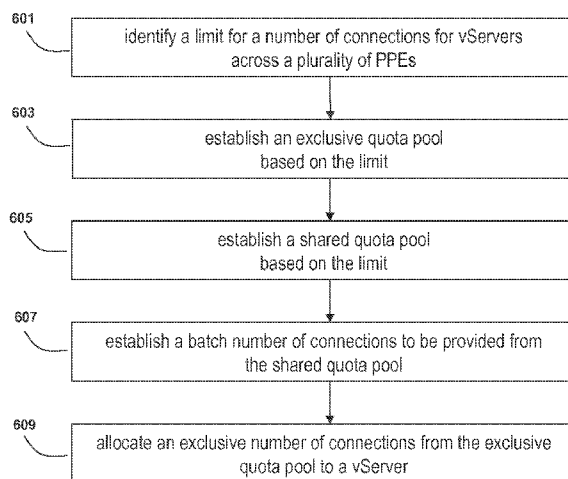 601
identify a limit for a number of connections for vServers
across a plurality of PPEs
603
establish an exclusive quota pool
based on the limit
605
establish a shared quota pool
based on the limit
607
establish a batch number of connections to be provided from
the shared quota pool
609
allocate an exclusive number of connections from the exclusive
quota pool to a vServer